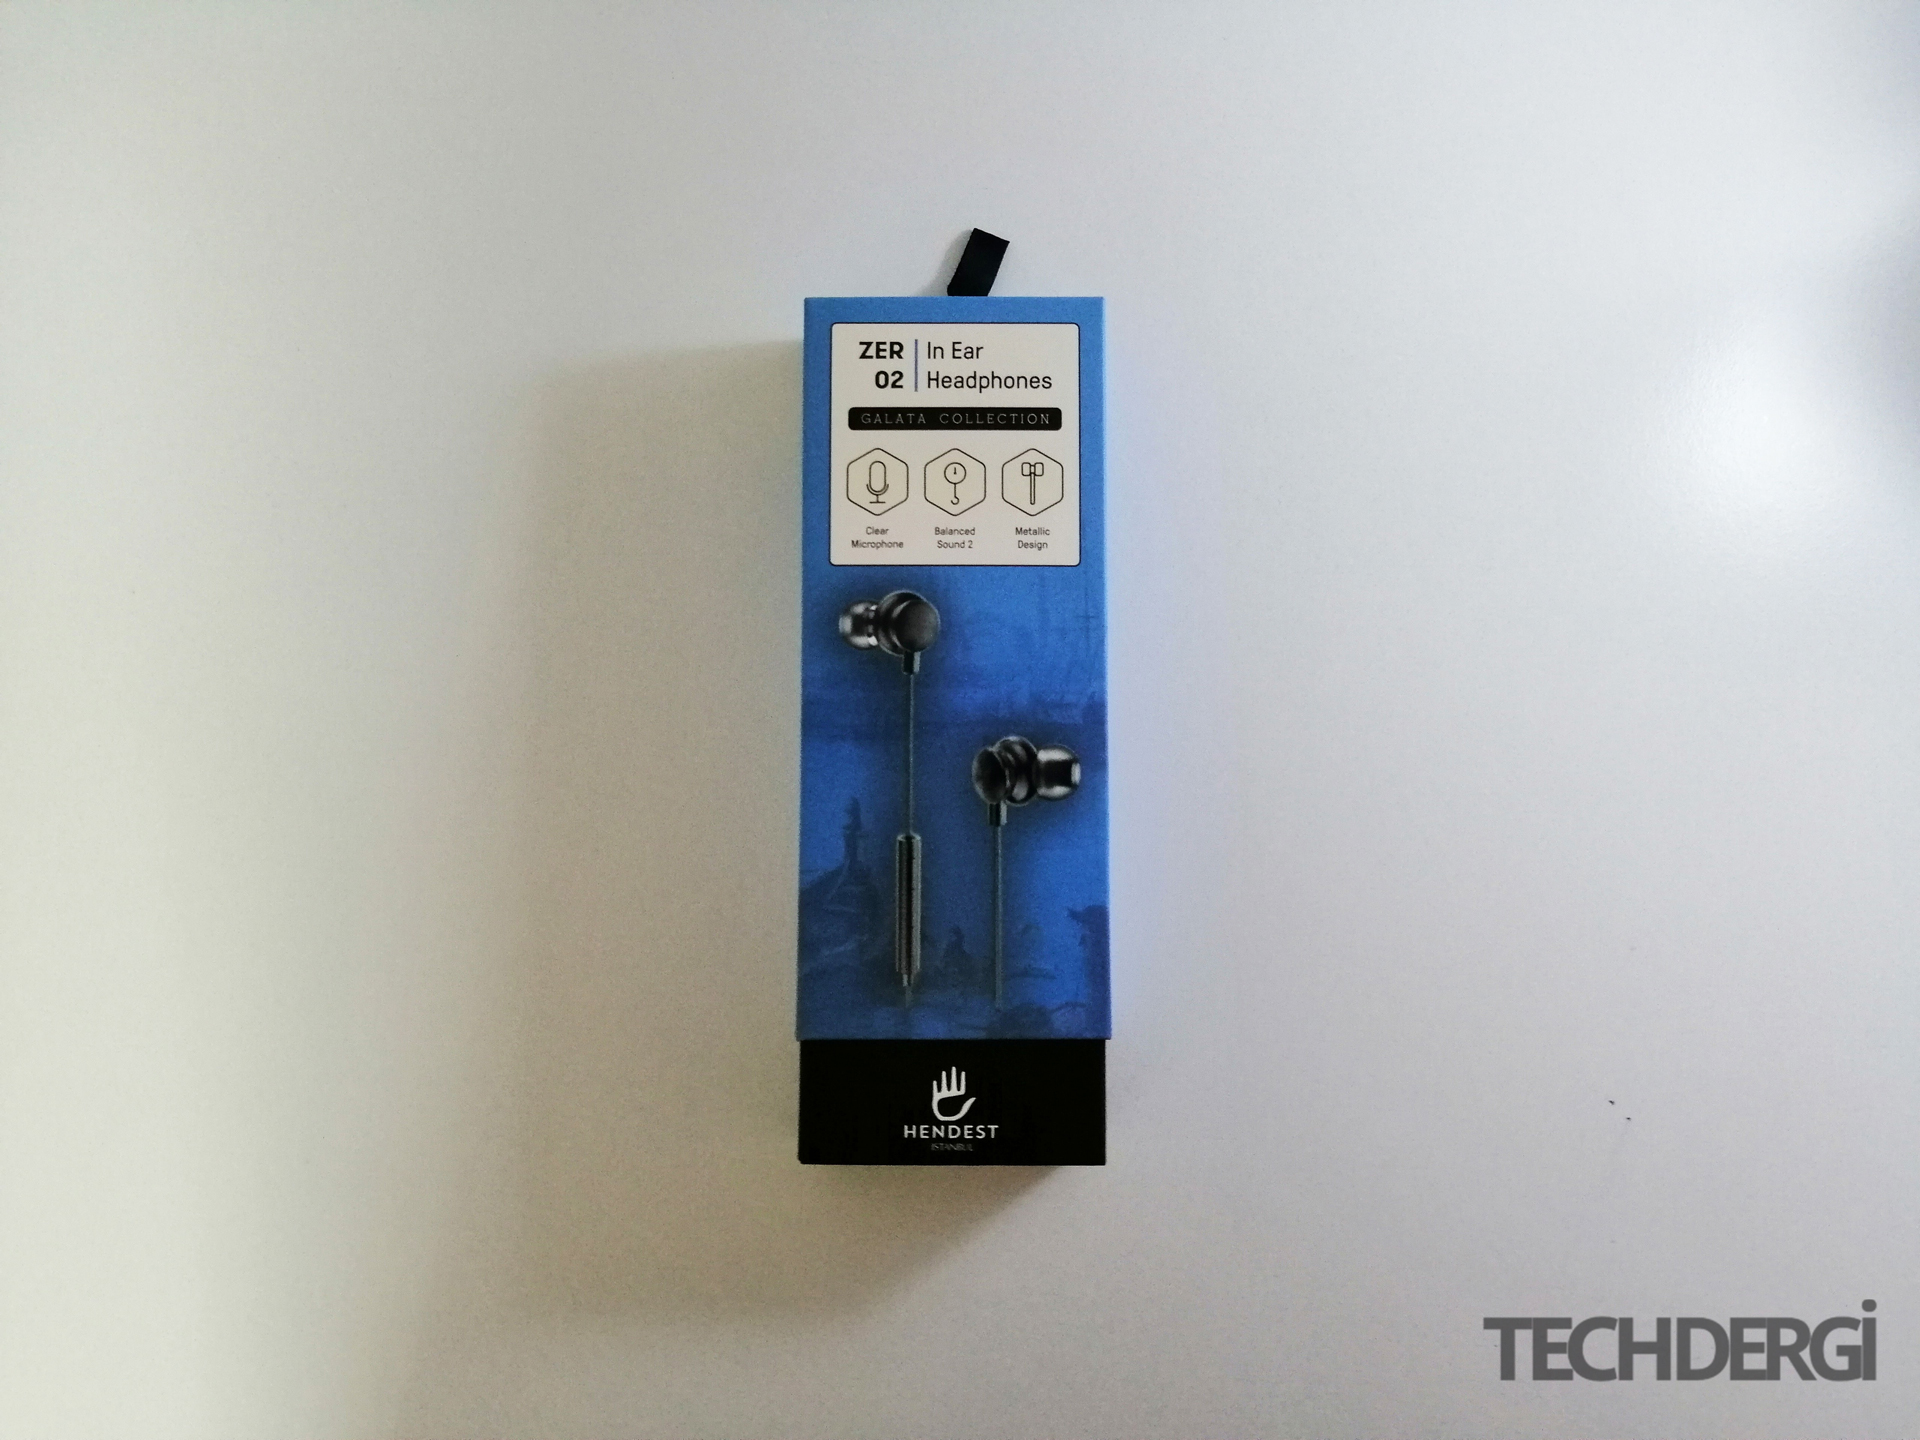 ZER
02
In Ear
Headphones
GALATA COLLECTION
Clear
Microphone
Balanced
Sound 2
Metallic
Design
HENDEST
ISTANBUL
TECHDERGİ